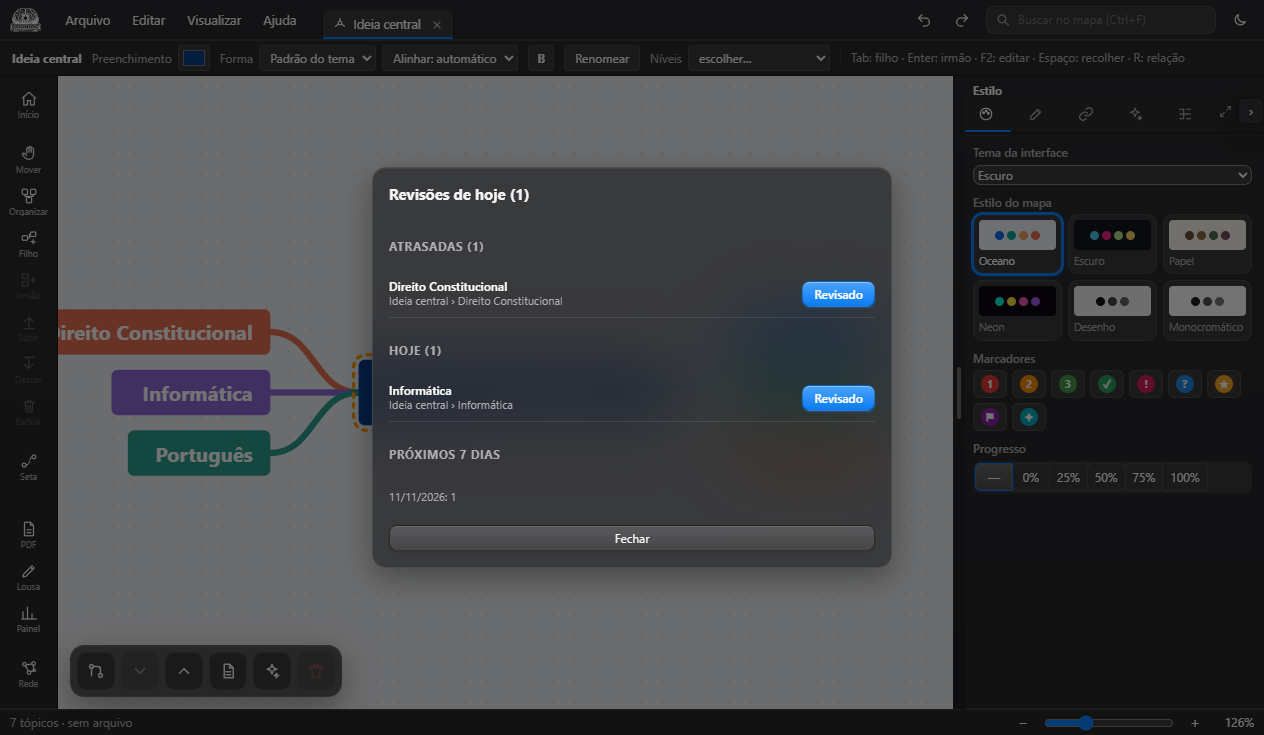 Arquivo Editar Visualizar Ajuda
Ideia central ×
Buscar no mapa (Ctrl+F)
Ideia central Preenchimento Forma Padrão do tema Alinhar: automático B Renomear Níveis escolher... Tab: filho · Enter: irmão · F2: editar · Espaço: recolher · R: relação
Início
Mover
Organizar
Filho
Irmão
Subir
Descer
Excluir
Seta
PDF
Lousa
Painel
Rede
Direito Constitucional
Informática
Português
Revisões de hoje (1)
ATRASADAS (1)
Direito Constitucional
Ideia central › Direito Constitucional
Revisado
HOJE (1)
Informática
Ideia central › Informática
Revisado
PRÓXIMOS 7 DIAS
11/11/2026: 1
Fechar
Estilo
Tema da interface
Escuro
Estilo do mapa
Oceano Escuro Papel
Neon Desenho Monocromático
Marcadores
1 2 3 ✓ ! ? ★
Progresso
— 0% 25% 50% 75% 100%
7 tópicos · sem arquivo
− + 126%